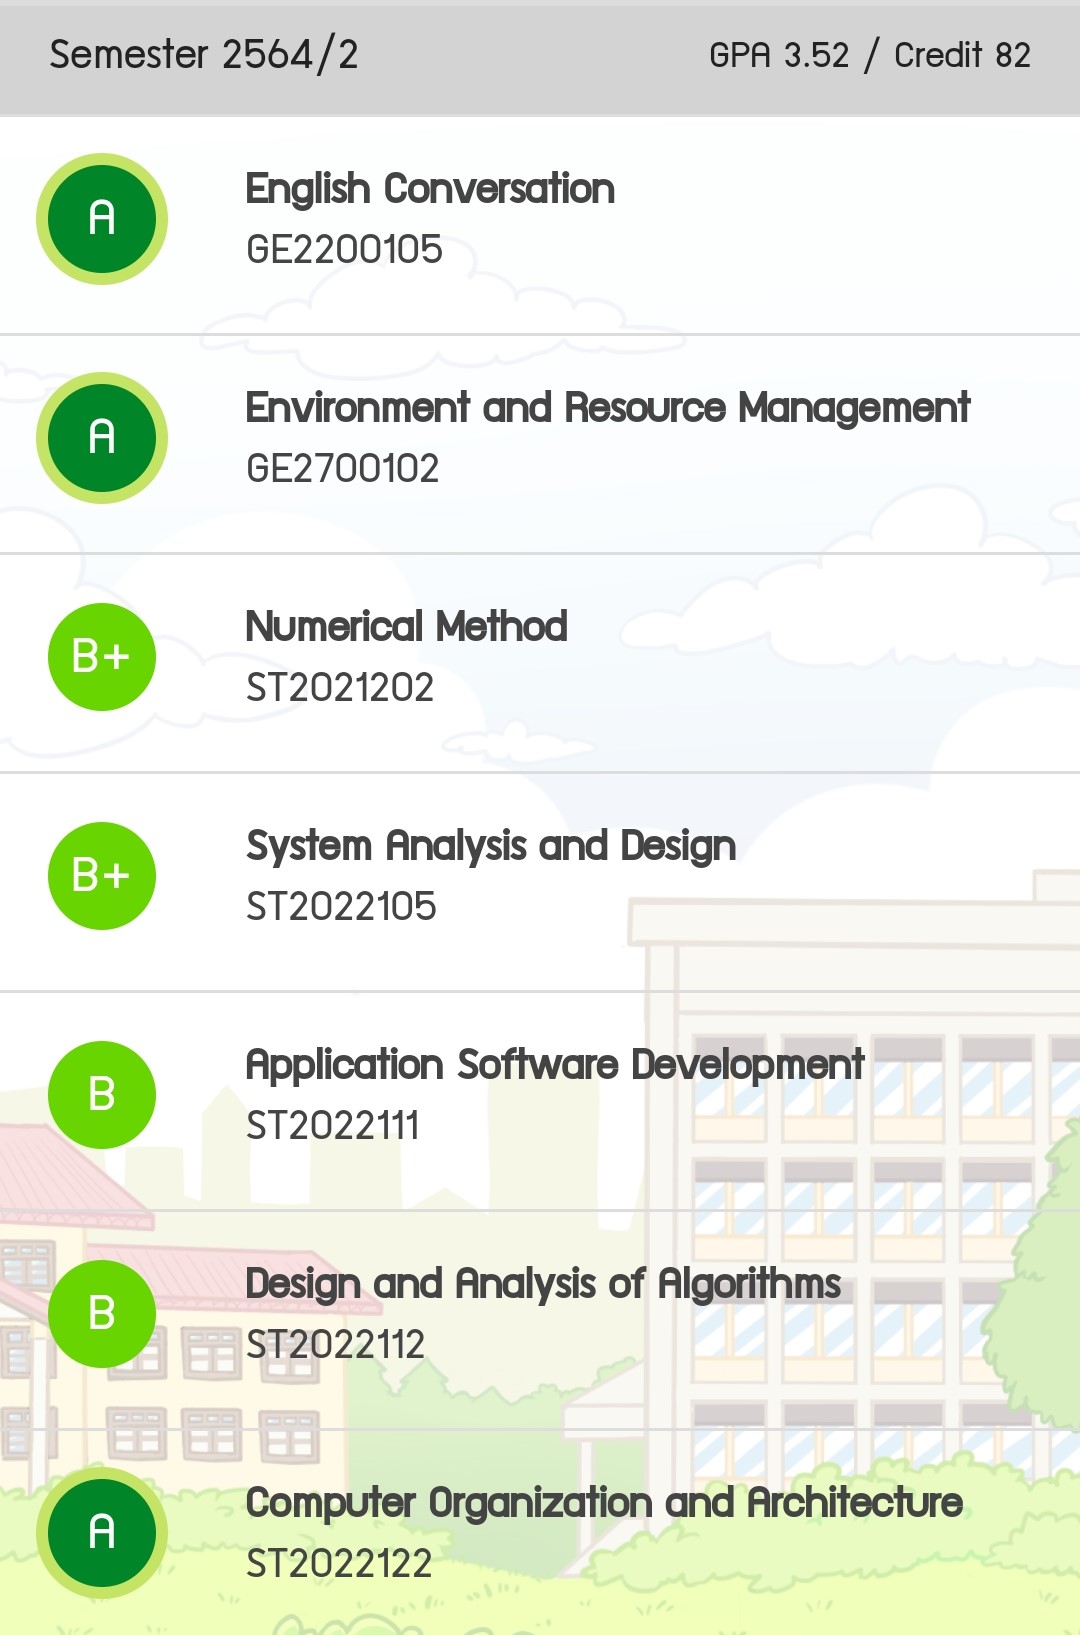 Semester 2564/2
GPA 3.52 / Credit 82
A
English Conversation
GE2200105
A
Environment and Resource Management
GE2700102
B+
Numerical Method
ST2021202
B+
System Analysis and Design
ST2022105
B
Application Software Development
ST2022111
B
Design and Analysis of Algorithms
ST2022112
A
Computer Organization and Architecture
ST2022122